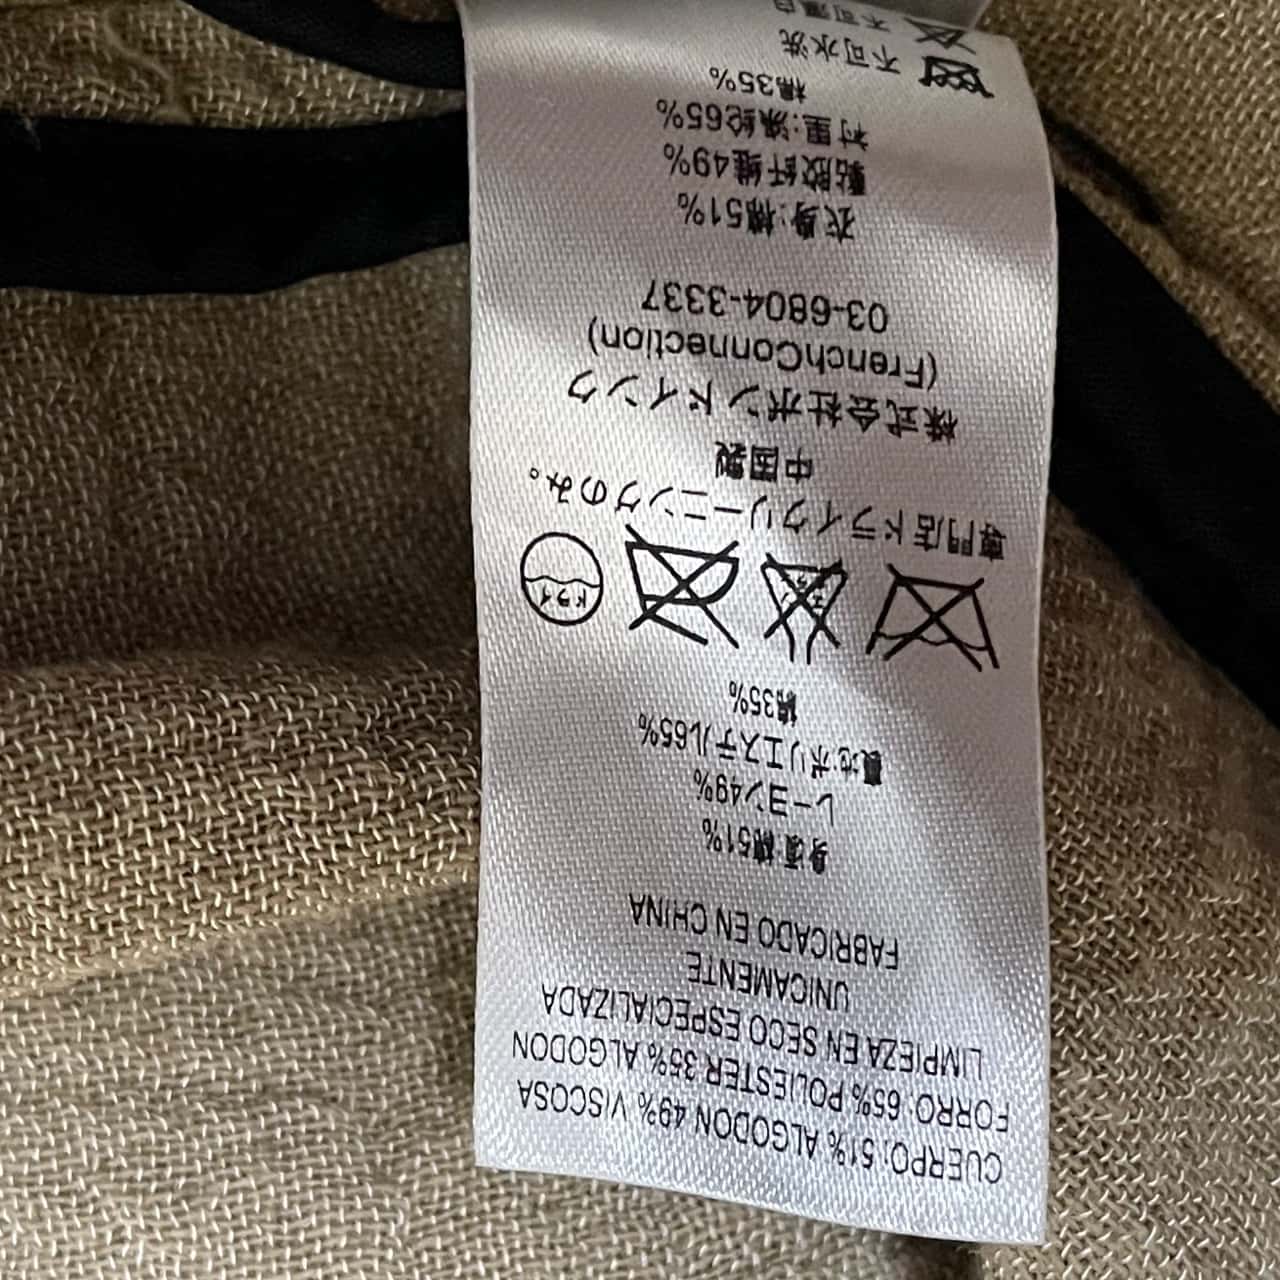 CUERPO: 51% ALGODON 49% VISCOSA
FORRO: 65% POLIESTER 35% ALGODON
LIMPIEZA EN SECO ESPECIALIZADA
UNICAMENTE
FABRICADO EN CHINA
身頃:綿51%
レーヨン49%
裏地:ポリエステル65%
綿35%
ドライ
専門店ドライクリーニングのみ。
中国製
株式会社ボンドインク
(FrenchConnection)
03-6804-3337
衣身:棉51%
黏胶纤维49%
衬里:涤纶65%
棉35%
不可水洗
不可漂白